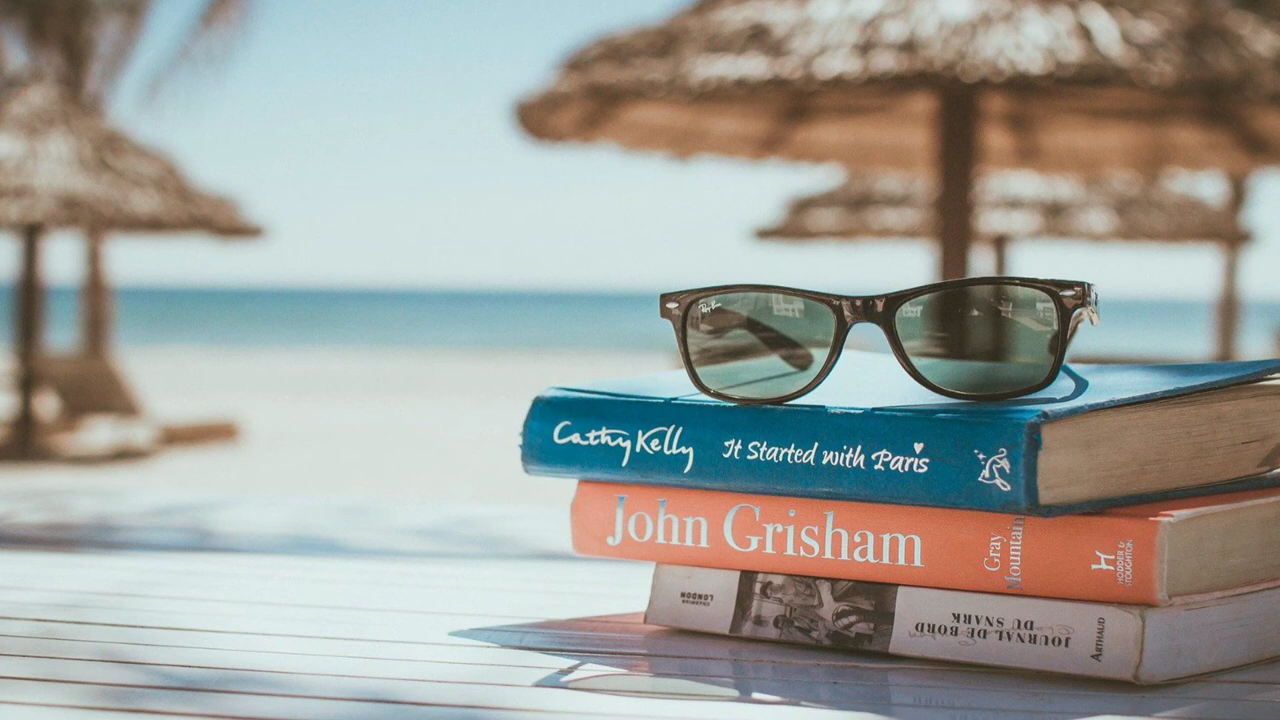 Ray-Ban
Cathy Kelly
It Started with Paris
John Grisham
Gray
Mountain
HODDER &
STOUGHTON
LONDON
JOURNAL DE BORD
DU SNARK
ARTHAUD